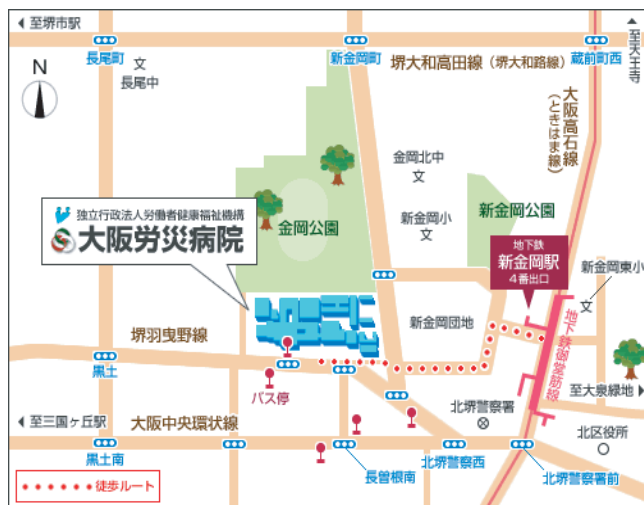 至堺市駅
長尾町
新金岡町
蔵前町西
至天王寺
堺大和高田線(堺大和路線)
N
文
長尾中
大阪高石線
(ときはま線)
金岡北中
文
独立行政法人労働者健康福祉機構
大阪労災病院
金岡公園
新金岡小
文
新金岡公園
地下鉄
新金岡駅
4番出口
新金岡東小
文
新金岡団地
地下鉄御堂筋線
堺羽曳野線
黒土
バス停
至大泉緑地
至三国ヶ丘駅
大阪中央環状線
北堺警察署
北区役所
黒土南
長曽根南
北堺警察西
北堺警察署前
徒歩ルート